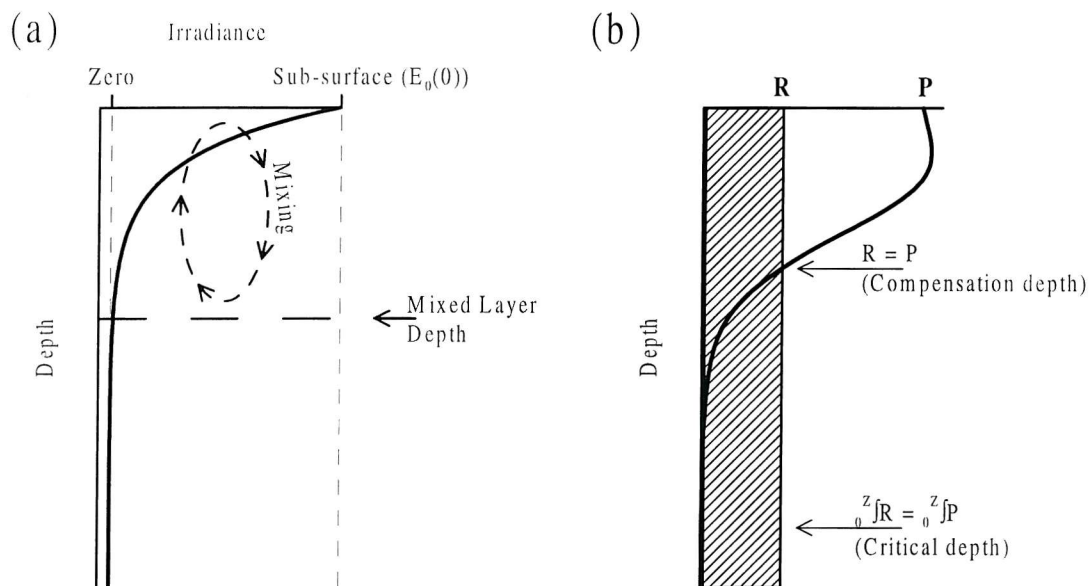 (a)
Irradiance
Zero
Sub-surface (E₀(0))
Mixing
Mixed Layer
Depth
Depth
(b)
R
P
R = P
(Compensation depth)
Depth
₀ᶻ∫R = ₀ᶻ∫P
(Critical depth)